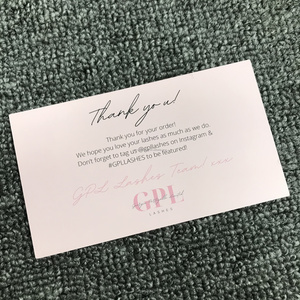 Thank you!
Thank you for your order!
We hope you love your lashes as much as we do.
Don't forget to tag us @gpllashes on Instagram &
#GPLLASHES to be featured!
GPL Lashes Team! xxx
GPL
LASHES